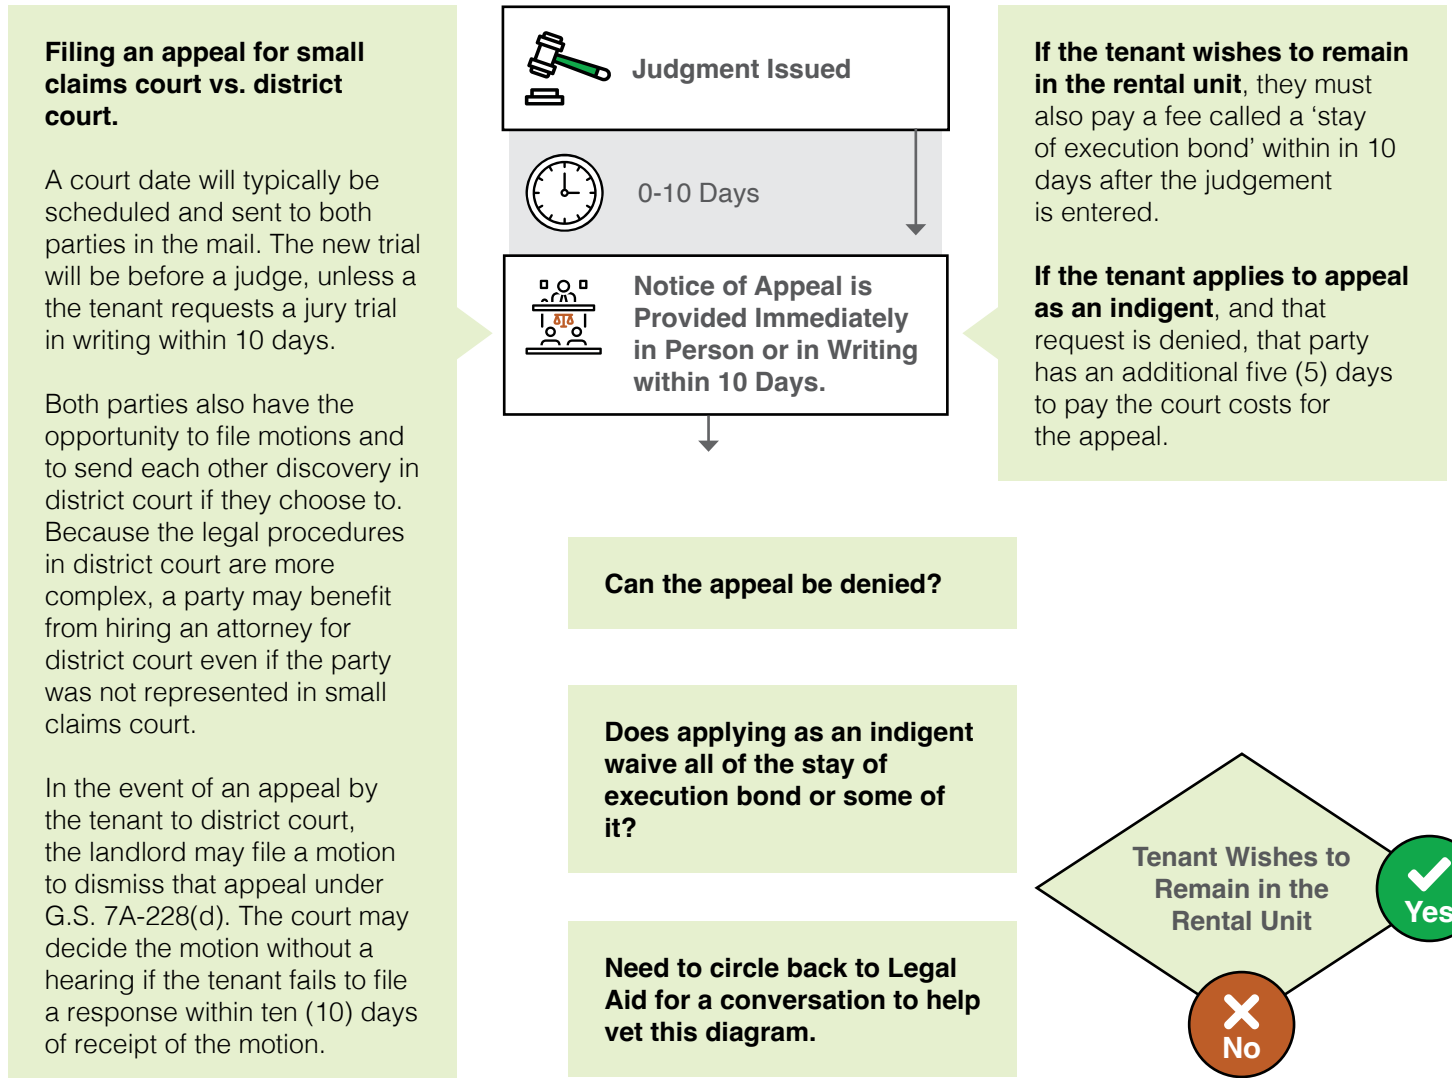 Filing an appeal for small
claims court vs. district
court.
A court date will typically be
scheduled and sent to both
parties in the mail. The new trial
will be before a judge, unless a
the tenant requests a jury trial
in writing within 10 days.
Both parties also have the
opportunity to file motions and
to send each other discovery in
district court if they choose to.
Because the legal procedures
in district court are more
complex, a party may benefit
from hiring an attorney for
district court even if the party
was not represented in small
claims court.
In the event of an appeal by
the tenant to district court,
the landlord may file a motion
to dismiss that appeal under
G.S. 7A-228(d). The court may
decide the motion without a
hearing if the tenant fails to file
a response within ten (10) days
of receipt of the motion.
Judgment Issued
0-10 Days
Notice of Appeal is
Provided Immediately
in Person or in Writing
within 10 Days.
If the tenant wishes to remain
in the rental unit, they must
also pay a fee called a ‘stay
of execution bond’ within in 10
days after the judgement
is entered.
If the tenant applies to appeal
as an indigent, and that
request is denied, that party
has an additional five (5) days
to pay the court costs for
the appeal.
Can the appeal be denied?
Does applying as an indigent
waive all of the stay of
execution bond or some of
it?
Need to circle back to Legal
Aid for a conversation to help
vet this diagram.
Tenant Wishes to
Remain in the
Rental Unit
Yes
No